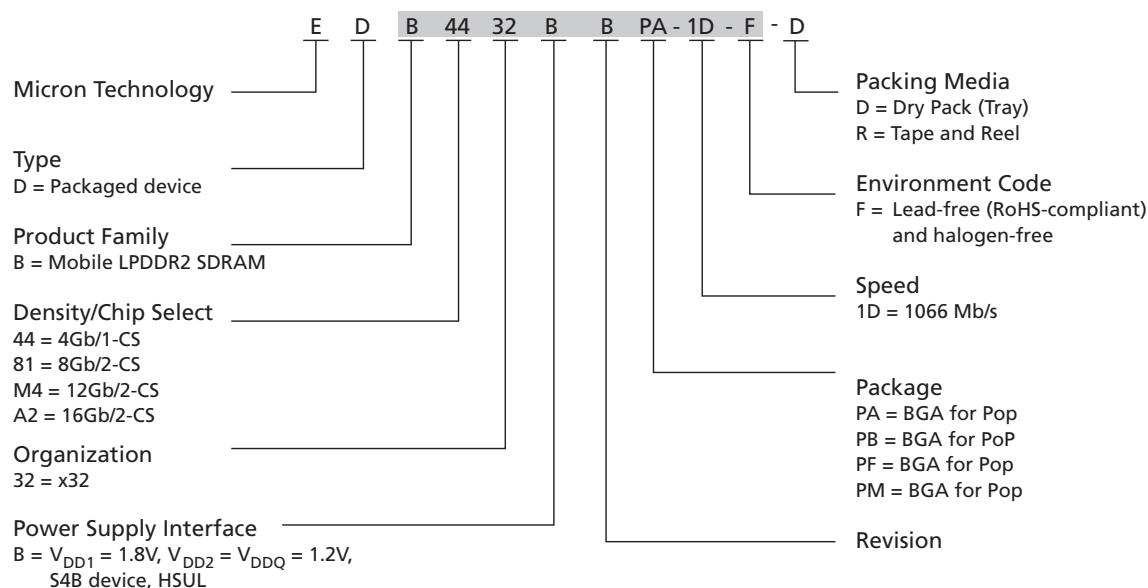 E D B 44 32 B B PA - 1D - F - D
Micron Technology
Type
D = Packaged device
Product Family
B = Mobile LPDDR2 SDRAM
Density/Chip Select
44 = 4Gb/1-CS
81 = 8Gb/2-CS
M4 = 12Gb/2-CS
A2 = 16Gb/2-CS
Organization
32 = x32
Power Supply Interface
B = VDD1 = 1.8V, VDD2 = VDDQ = 1.2V,
S4B device, HSUL
Packing Media
D = Dry Pack (Tray)
R = Tape and Reel
Environment Code
F = Lead-free (RoHS-compliant)
and halogen-free
Speed
1D = 1066 Mb/s
Package
PA = BGA for Pop
PB = BGA for PoP
PF = BGA for Pop
PM = BGA for Pop
Revision